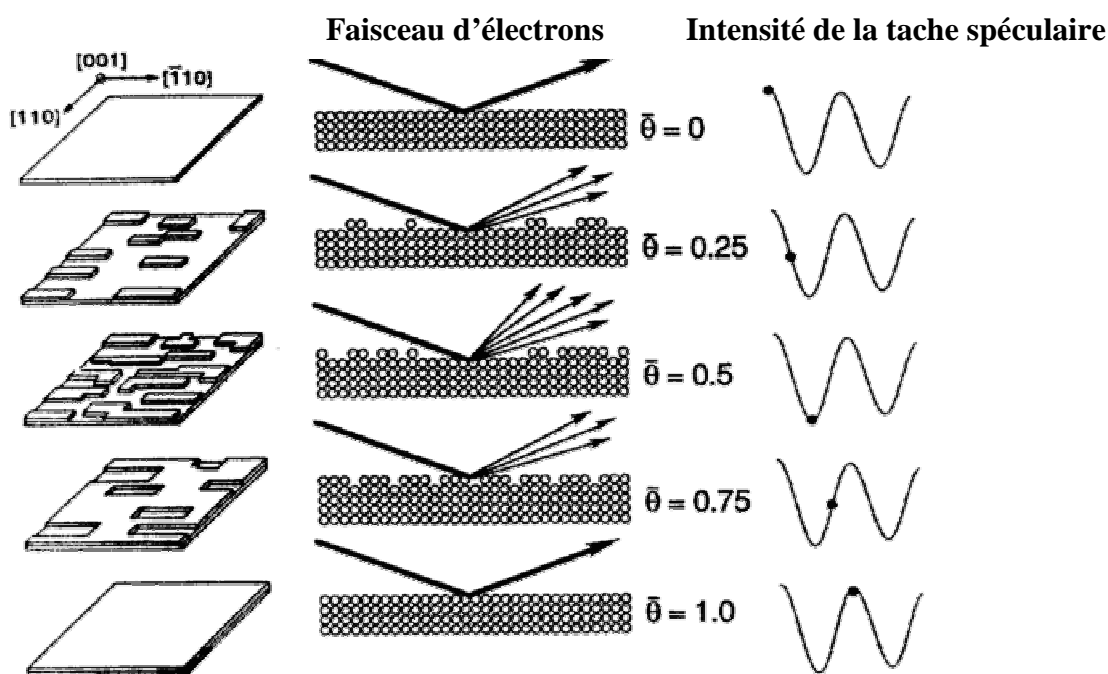 Faisceau d’électrons
Intensité de la tache spéculaire
[001]
[1̄10]
[110]
θ̄ = 0
θ̄ = 0.25
θ̄ = 0.5
θ̄ = 0.75
θ̄ = 1.0